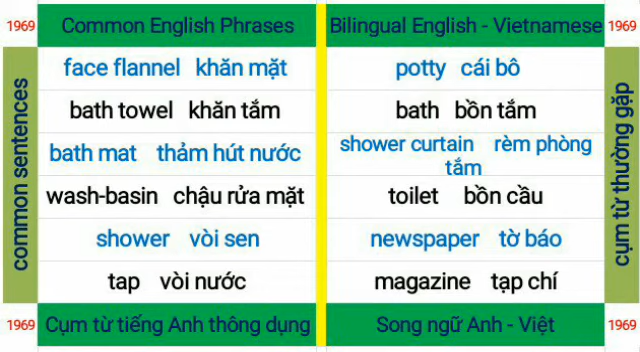 1969 Common English Phrases Bilingual English - Vietnamese 1969
common sentences
face flannel khăn mặt potty cái bô
bath towel khăn tắm bath bồn tắm
bath mat thảm hút nước shower curtain rèm phòng
tắm
wash-basin chậu rửa mặt toilet bồn cầu
shower vòi sen newspaper tờ báo
tap vòi nước magazine tạp chí
cụm từ thường gặp
1969 Cụm từ tiếng Anh thông dụng Song ngữ Anh - Việt 1969